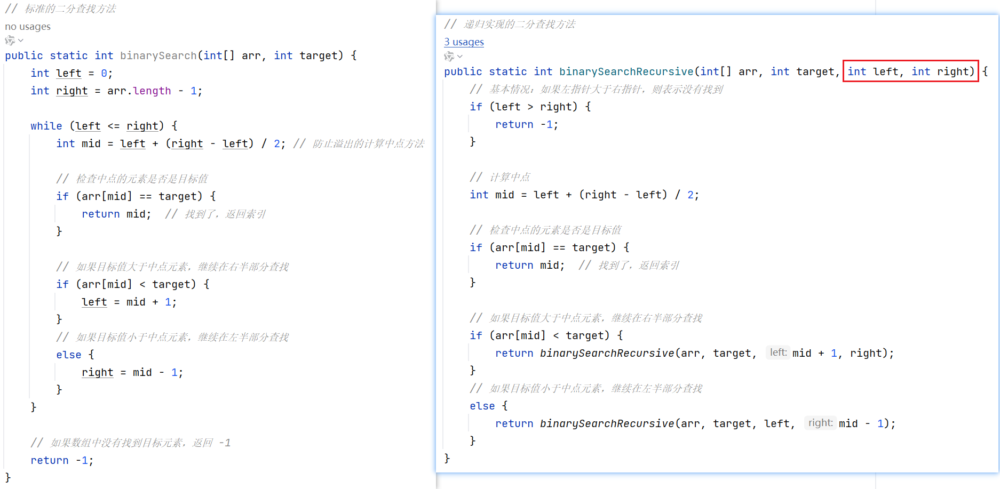 // 标准的二分查找方法
no usages
public static int binarySearch(int[] arr, int target) {
int left = 0;
int right = arr.length - 1;
while (left <= right) {
int mid = left + (right - left) / 2; // 防止溢出的计算中点方法
// 检查中点的元素是否是目标值
if (arr[mid] == target) {
return mid;  // 找到了，返回索引
}
// 如果目标值大于中点元素，继续在右半部分查找
if (arr[mid] < target) {
left = mid + 1;
}
// 如果目标值小于中点元素，继续在左半部分查找
else {
right = mid - 1;
}
}
// 如果数组中没有找到目标元素，返回 -1
return -1;
}
// 递归实现的二分查找方法
3 usages
public static int binarySearchRecursive(int[] arr, int target, int left, int right) {
// 基本情况：如果左指针大于右指针，则表示没有找到
if (left > right) {
return -1;
}
// 计算中点
int mid = left + (right - left) / 2;
// 检查中点的元素是否是目标值
if (arr[mid] == target) {
return mid;  // 找到了，返回索引
}
// 如果目标值大于中点元素，继续在右半部分查找
if (arr[mid] < target) {
return binarySearchRecursive(arr, target, left: mid + 1, right);
}
// 如果目标值小于中点元素，继续在左半部分查找
else {
return binarySearchRecursive(arr, target, left, right: mid - 1);
}
}